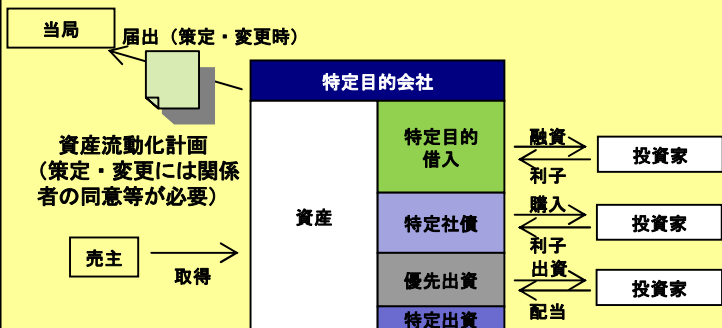 当局
届出（策定・変更時）
特定目的会社
資産流動化計画
（策定・変更には関係
者の同意等が必要）
売主
取得
資産
特定目的
借入
融資
利子
投資家
特定社債
購入
利子
投資家
優先出資
出資
配当
投資家
特定出資